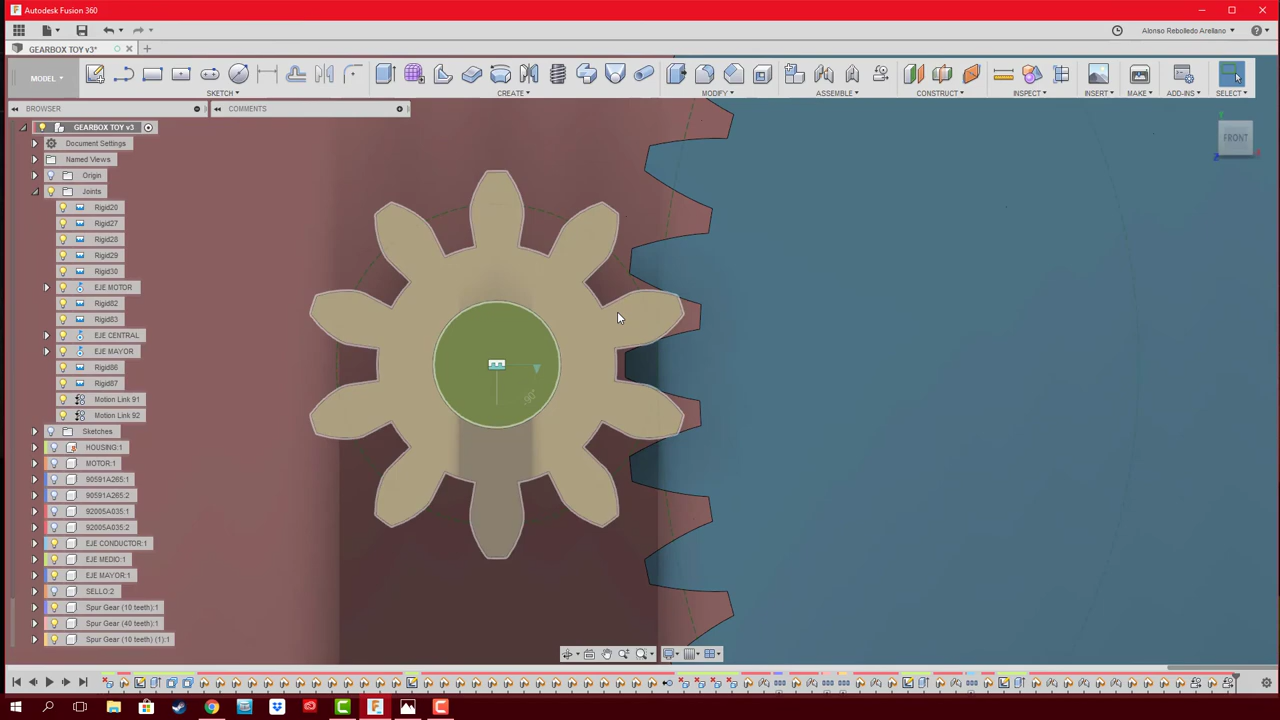 Autodesk Fusion 360
Alonso Rebolledo Arellano
GEARBOX TOY v3*
MODEL
SKETCH
CREATE
MODIFY
ASSEMBLE
CONSTRUCT
INSPECT
INSERT
MAKE
ADD-INS
SELECT
BROWSER
COMMENTS
FRONT
Z
GEARBOX TOY v3
Document Settings
Named Views
Origin
Joints
Rigid20
Rigid27
Rigid28
Rigid29
Rigid30
EJE MOTOR
Rigid82
Rigid83
EJE CENTRAL
EJE MAYOR
Rigid86
Rigid87
Motion Link 91
Motion Link 92
Sketches
HOUSING:1
MOTOR:1
90591A265:1
90591A265:2
92005A035:1
92005A035:2
EJE CONDUCTOR:1
EJE MEDIO:1
EJE MAYOR:1
SELLO:2
Spur Gear (10 teeth):1
Spur Gear (40 teeth):1
Spur Gear (10 teeth) (1):1